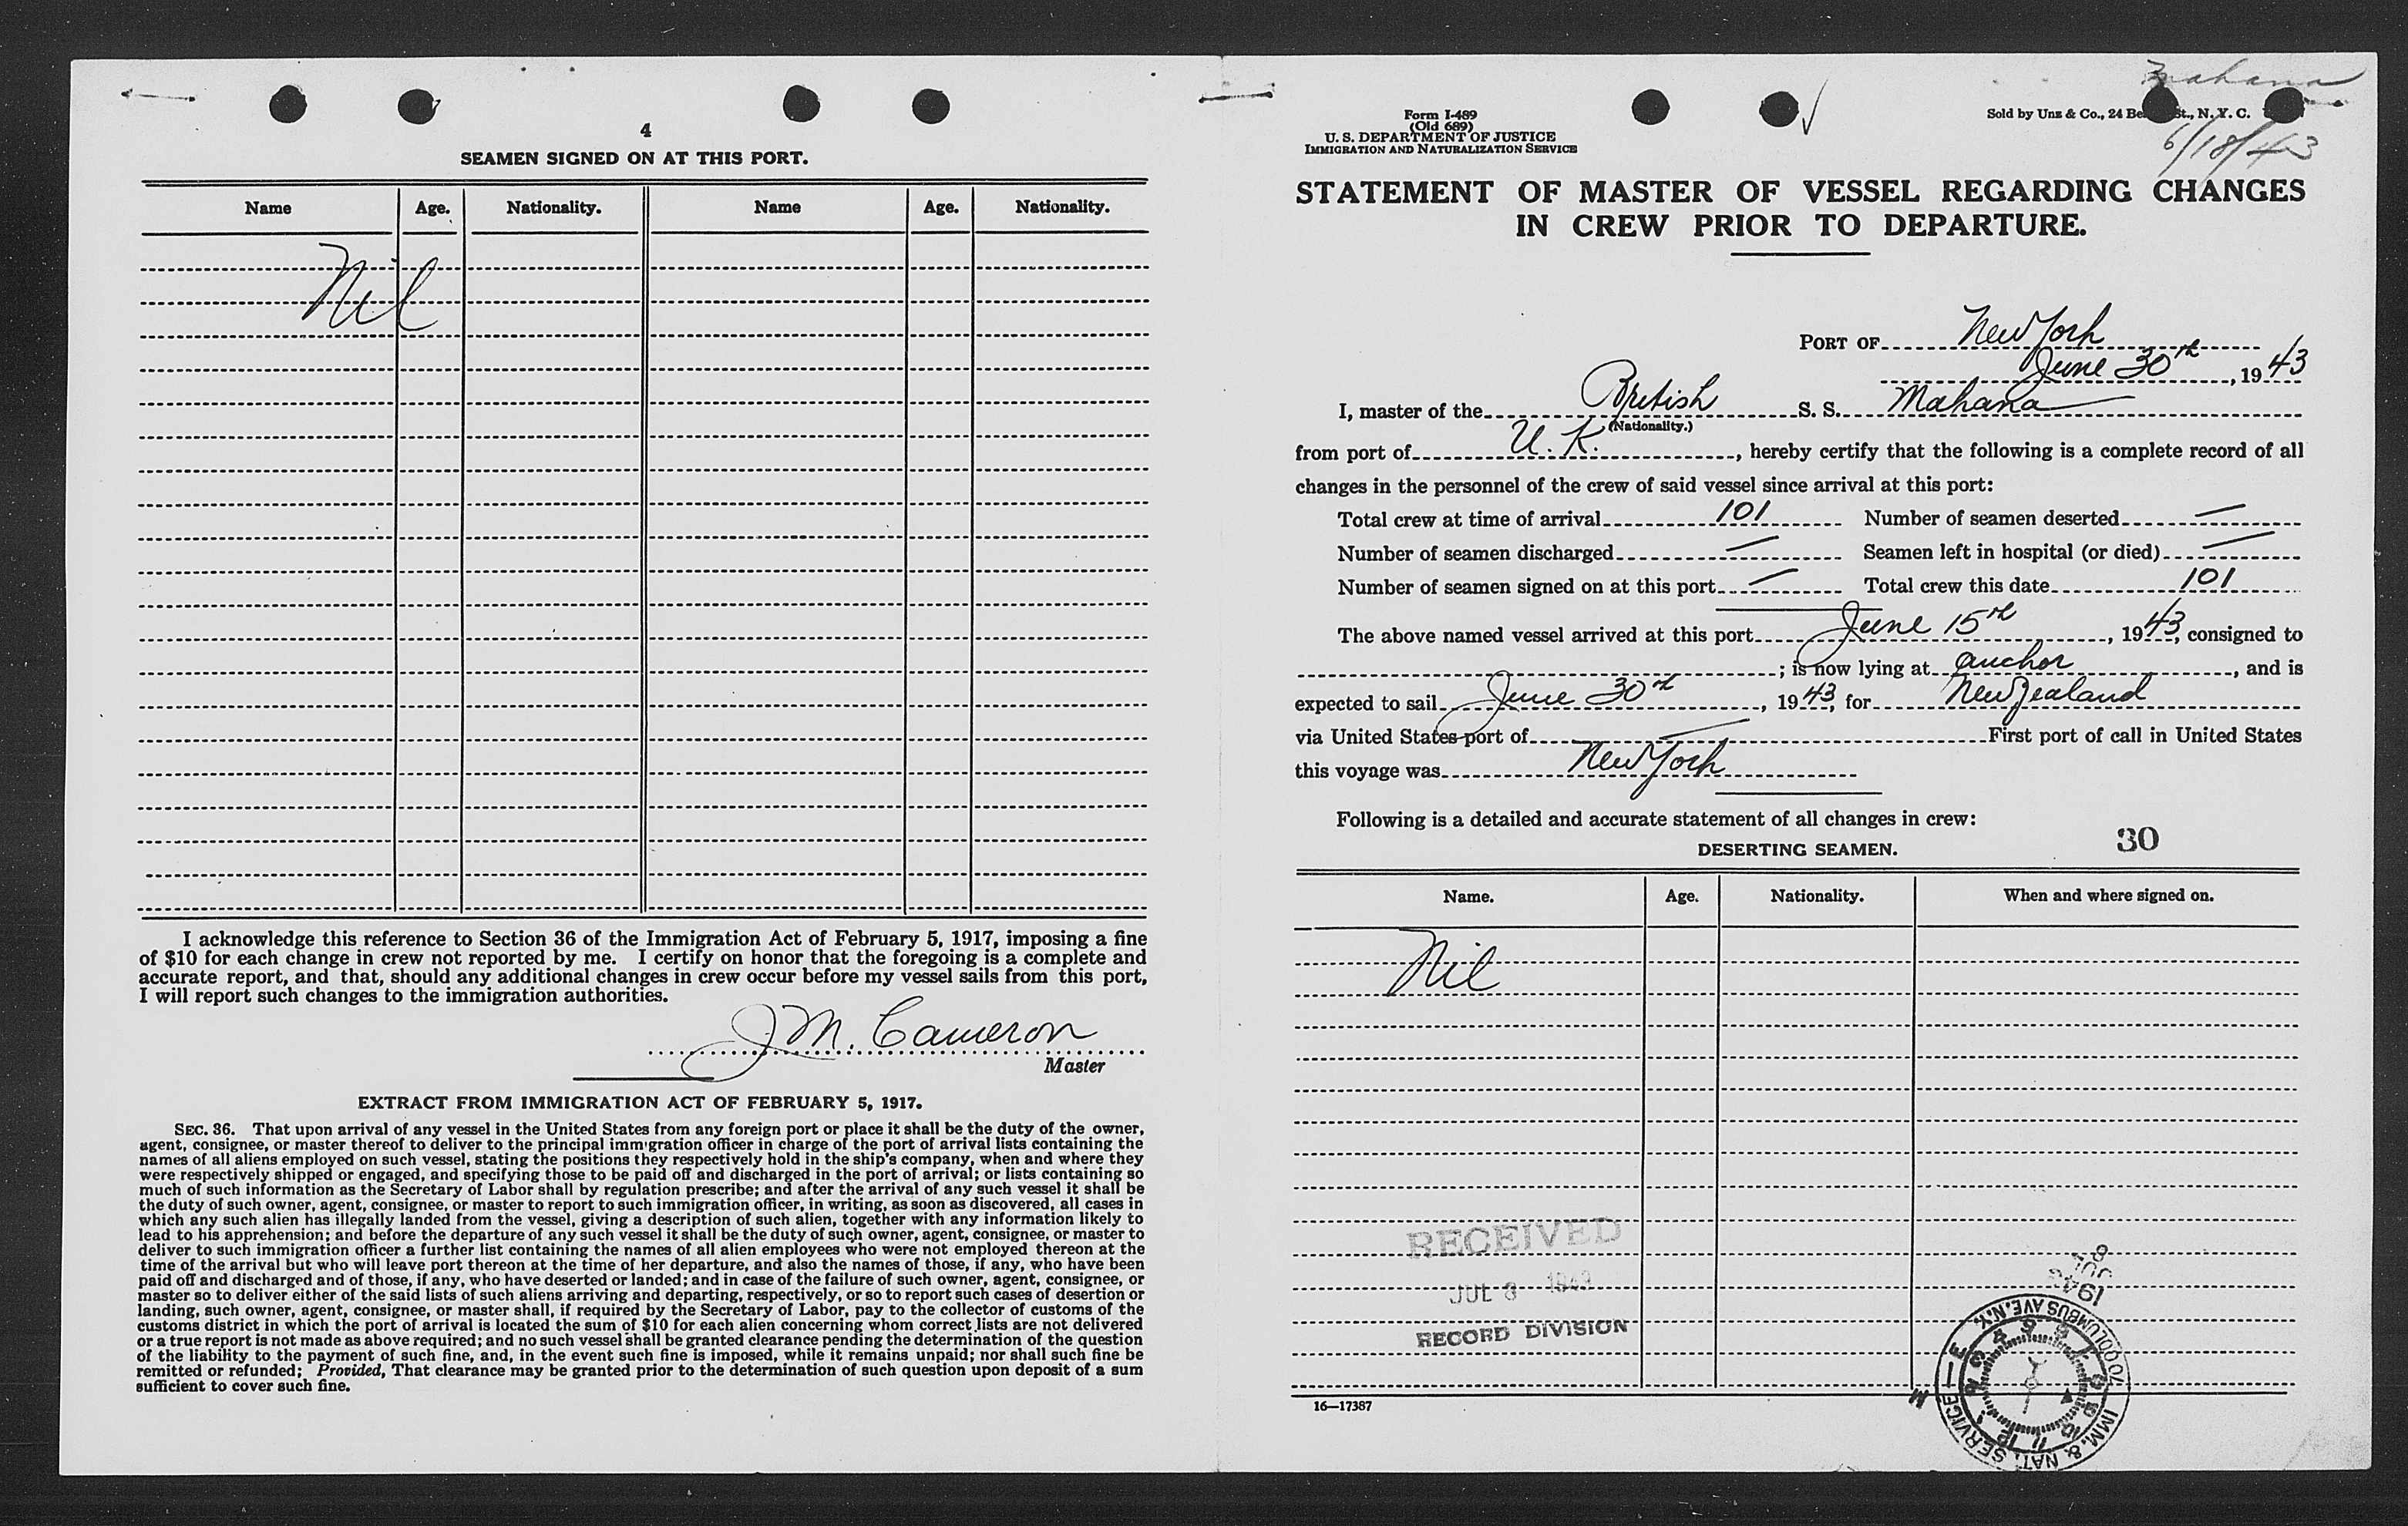 4
SEAMEN SIGNED ON AT THIS PORT.
Name Age. Nationality. Name Age. Nationality.
Nil
I acknowledge this reference to Section 36 of the Immigration Act of February 5, 1917, imposing a fine
of $10 for each change in crew not reported by me. I certify on honor that the foregoing is a complete and
accurate report, and that, should any additional changes in crew occur before my vessel sails from this port,
I will report such changes to the immigration authorities.
J M. Cameron
Master
EXTRACT FROM IMMIGRATION ACT OF FEBRUARY 5, 1917.
SEC. 36. That upon arrival of any vessel in the United States from any foreign port or place it shall be the duty of the owner,
agent, consignee, or master thereof to deliver to the principal immigration officer in charge of the port of arrival lists containing the
names of all aliens employed on such vessel, stating the positions they respectively hold in the ship's company, when and where they
were respectively shipped or engaged, and specifying those to be paid off and discharged in the port of arrival; or lists containing so
much of such information as the Secretary of Labor shall by regulation prescribe; and after the arrival of any such vessel it shall be
the duty of such owner, agent, consignee, or master to report to such immigration officer, in writing, as soon as discovered, all cases in
which any such alien has illegally landed from the vessel, giving a description of such alien, together with any information likely to
lead to his apprehension; and before the departure of any such vessel it shall be the duty of such owner, agent, consignee, or master to
deliver to such immigration officer a further list containing the names of all alien employees who were not employed thereon at the
time of the arrival but who will leave port thereon at the time of her departure, and also the names of those, if any, who have been
paid off and discharged and of those, if any, who have deserted or landed; and in case of the failure of such owner, agent, consignee, or
master so to deliver either of the said lists of such aliens arriving and departing, respectively, or so to report such cases of desertion or
landing, such owner, agent, consignee, or master shall, if required by the Secretary of Labor, pay to the collector of customs of the
customs district in which the port of arrival is located the sum of $10 for each alien concerning whom correct lists are not delivered
or a true report is not made as above required; and no such vessel shall be granted clearance pending the determination of the question
of the liability to the payment of such fine, and, in the event such fine is imposed, while it remains unpaid; nor shall such fine be
remitted or refunded; Provided, That clearance may be granted prior to the determination of such question upon deposit of a sum
sufficient to cover such fine.
Mahana
Form I-489
(Old 689)
U. S. DEPARTMENT OF JUSTICE
IMMIGRATION AND NATURALIZATION SERVICE
Sold by Unz & Co., 24 Be St., N. Y. C.
6/18/43
STATEMENT OF MASTER OF VESSEL REGARDING CHANGES
IN CREW PRIOR TO DEPARTURE.
PORT OF New York
June 30th, 1943
I, master of the British S. S. Mahana
(Nationality.)
from port of U. K., hereby certify that the following is a complete record of all
changes in the personnel of the crew of said vessel since arrival at this port:
Total crew at time of arrival 101 Number of seamen deserted —
Number of seamen discharged — Seamen left in hospital (or died) —
Number of seamen signed on at this port — Total crew this date 101
The above named vessel arrived at this port June 15th, 1943, consigned to
; is now lying at anchor, and is
expected to sail June 30th, 1943, for New Zealand
via United States port of — First port of call in United States
this voyage was New York
Following is a detailed and accurate statement of all changes in crew:
30
DESERTING SEAMEN.
Name. Age. Nationality. When and where signed on.
Nil
RECEIVED
JUL 8 1943
RECORD DIVISION
JUL 8
1943
70 COLUMBUS AVE. N.Y.
IMM. & NAT. SERVICE
16—17387